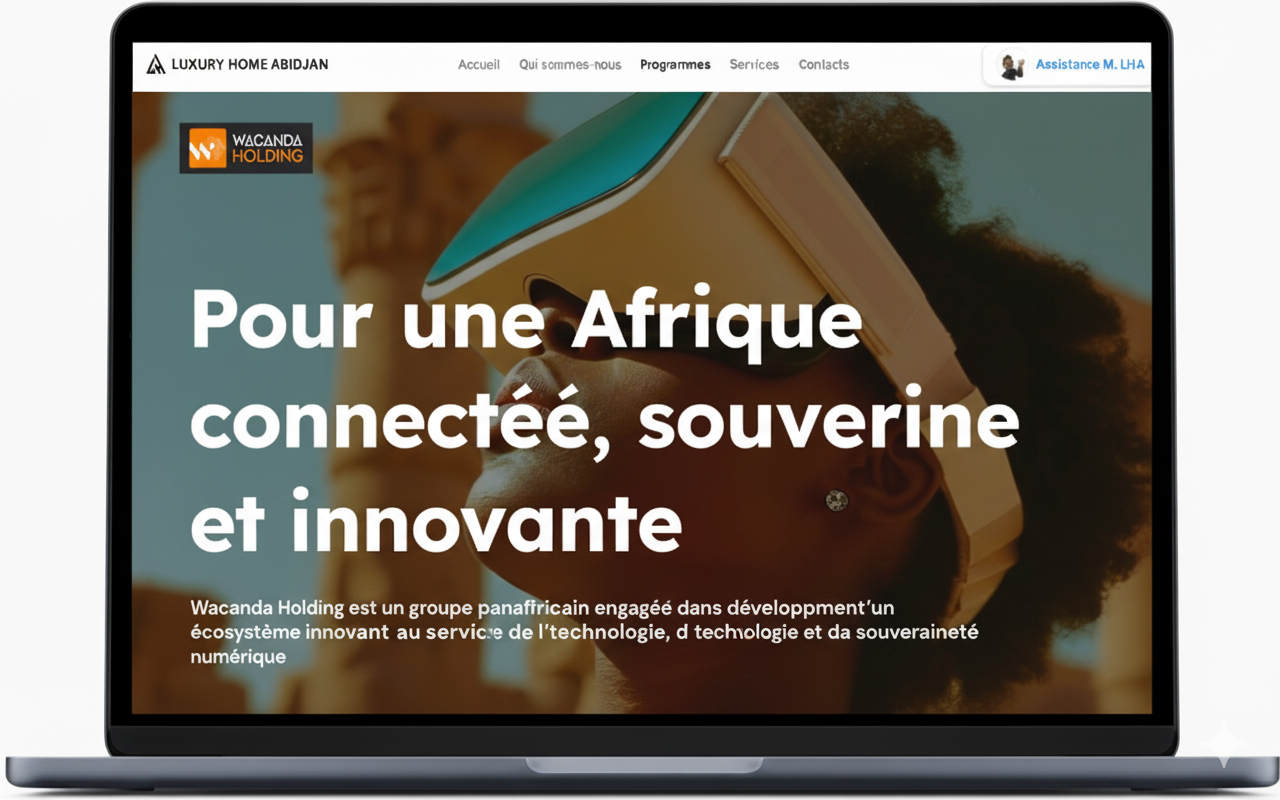 LUXURY HOME ABIDJAN
Accueil Qui sommes-nous Programmes Services Contacts
Assistance M. LHA
WACANDA
HOLDING
Pour une Afrique
connectéé, souverine
et innovante
Wacanda Holding est un groupe panaffricain engagéé dans développment'un
écosystème innovant au service de l'technologie, d technologie et da souveraineté
numérique